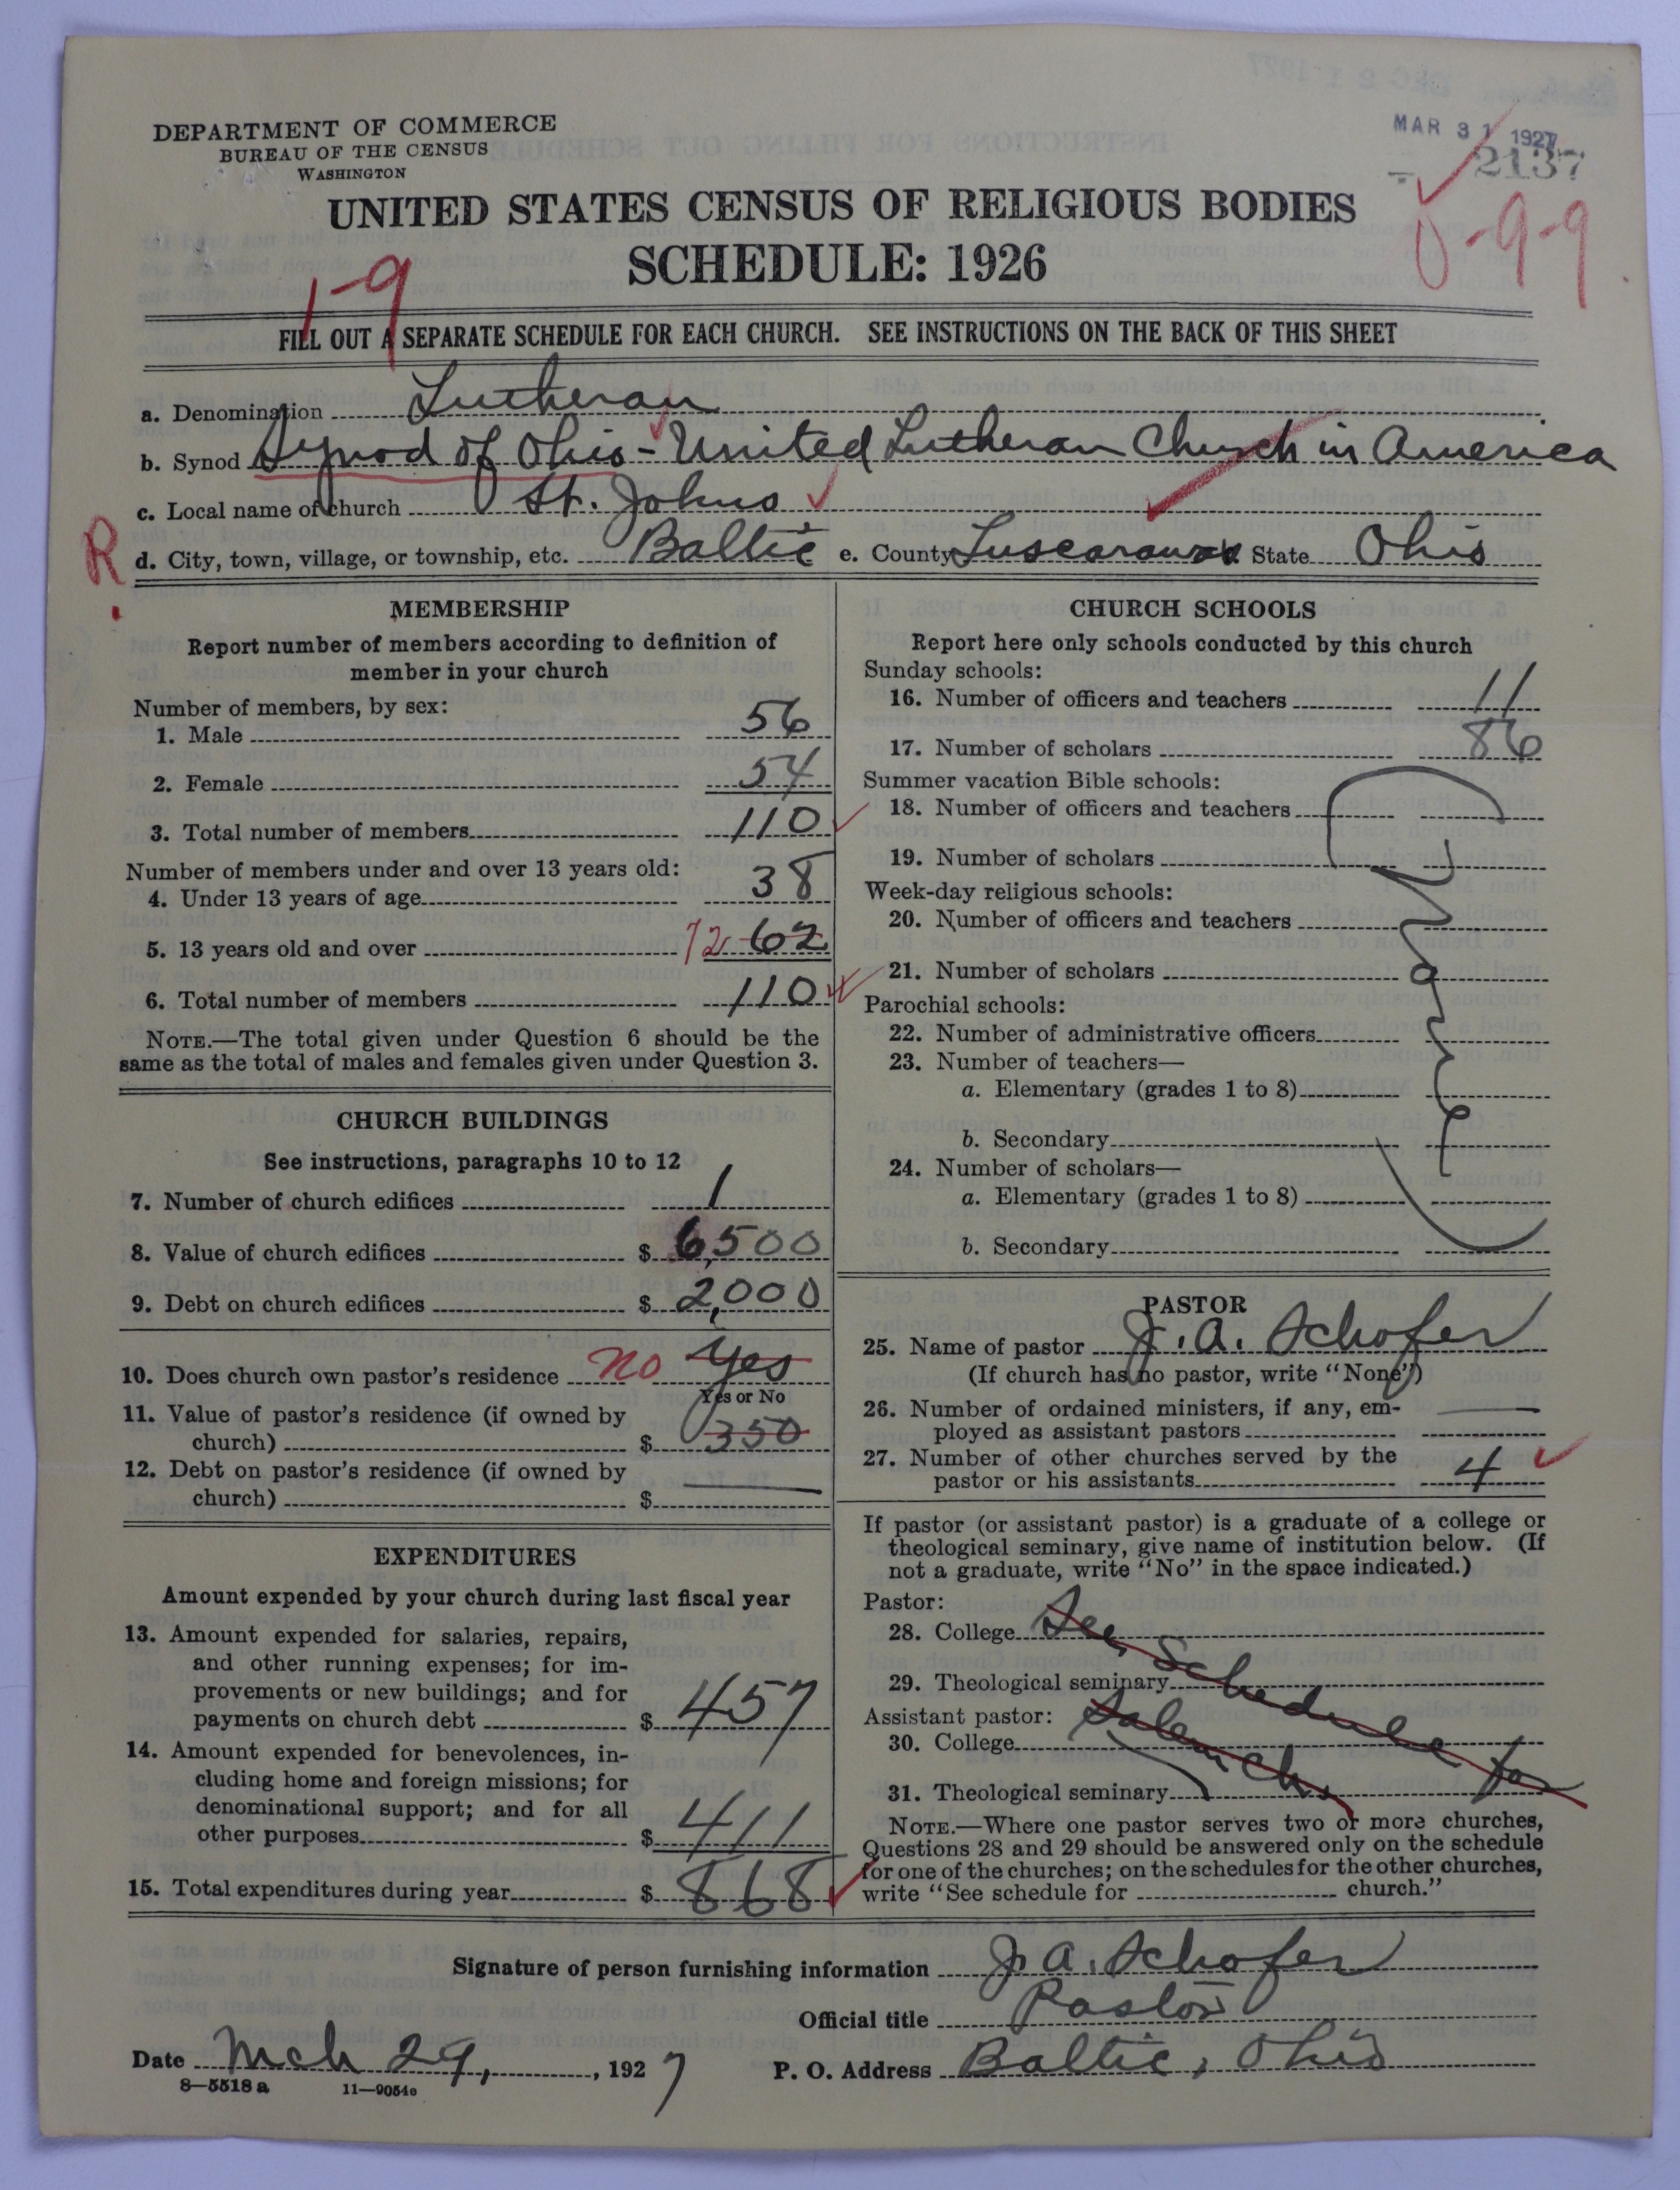 DEPARTMENT OF COMMERCE
BUREAU OF THE CENSUS
WASHINGTON
MAR 31 1927
2137
UNITED STATES CENSUS OF RELIGIOUS BODIES
SCHEDULE: 1926
0-9-9
1-9
FILL OUT A SEPARATE SCHEDULE FOR EACH CHURCH. SEE INSTRUCTIONS ON THE BACK OF THIS SHEET
a. Denomination Lutheran
b. Synod Synod of Ohio - United Lutheran Church in America
c. Local name of church St. Johns
R. d. City, town, village, or township, etc. Baltic e. County Tuscarawas State Ohio
MEMBERSHIP
Report number of members according to definition of
member in your church
Number of members, by sex:
1. Male 56
2. Female 54
3. Total number of members 110
Number of members under and over 13 years old:
4. Under 13 years of age 38
5. 13 years old and over 72 62
6. Total number of members 110
NOTE.—The total given under Question 6 should be the
same as the total of males and females given under Question 3.
CHURCH BUILDINGS
See instructions, paragraphs 10 to 12
7. Number of church edifices 1
8. Value of church edifices $ 6,500
9. Debt on church edifices $ 2,000
10. Does church own pastor's residence no Yes
Yes or No
11. Value of pastor's residence (if owned by
church) $ 350
12. Debt on pastor's residence (if owned by
church) $ —
EXPENDITURES
Amount expended by your church during last fiscal year
13. Amount expended for salaries, repairs,
and other running expenses; for im-
provements or new buildings; and for
payments on church debt $ 457
14. Amount expended for benevolences, in-
cluding home and foreign missions; for
denominational support; and for all
other purposes $ 411
15. Total expenditures during year $ 868
CHURCH SCHOOLS
Report here only schools conducted by this church
Sunday schools:
16. Number of officers and teachers 11
17. Number of scholars 86
Summer vacation Bible schools:
18. Number of officers and teachers
19. Number of scholars
Week-day religious schools:
20. Number of officers and teachers
21. Number of scholars
Parochial schools:
22. Number of administrative officers
23. Number of teachers—
a. Elementary (grades 1 to 8)
b. Secondary
24. Number of scholars—
a. Elementary (grades 1 to 8)
b. Secondary
PASTOR
25. Name of pastor J. A. Schofer
(If church has no pastor, write "None")
26. Number of ordained ministers, if any, em-
ployed as assistant pastors —
27. Number of other churches served by the
pastor or his assistants 4
If pastor (or assistant pastor) is a graduate of a college or
theological seminary, give name of institution below. (If
not a graduate, write "No" in the space indicated.)
Pastor:
28. College See
29. Theological seminary Schedule for
Assistant pastor:
30. College Salem Ch.
31. Theological seminary
NOTE.—Where one pastor serves two or more churches,
Questions 28 and 29 should be answered only on the schedule
for one of the churches; on the schedules for the other churches,
write "See schedule for church."
Signature of person furnishing information J. A. Schofer
Official title Pastor
Date Mch 29, 1927 P. O. Address Baltic, Ohio
8—5518a 11—9054e